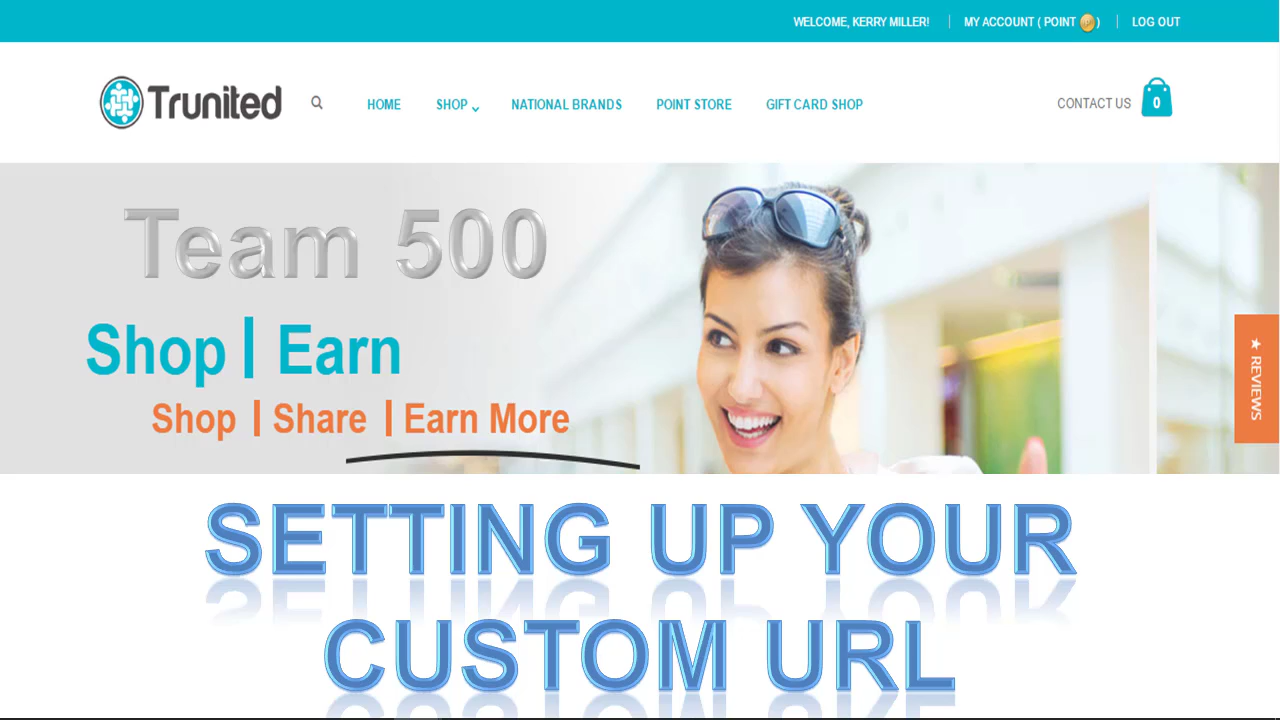 WELCOME, KERRY MILLER! MY ACCOUNT ( POINT ) LOG OUT
Trunited HOME SHOP NATIONAL BRANDS POINT STORE GIFT CARD SHOP CONTACT US 0
Team 500
Shop | Earn
Shop | Share | Earn More
★ REVIEWS
SETTING UP YOUR
CUSTOM URL